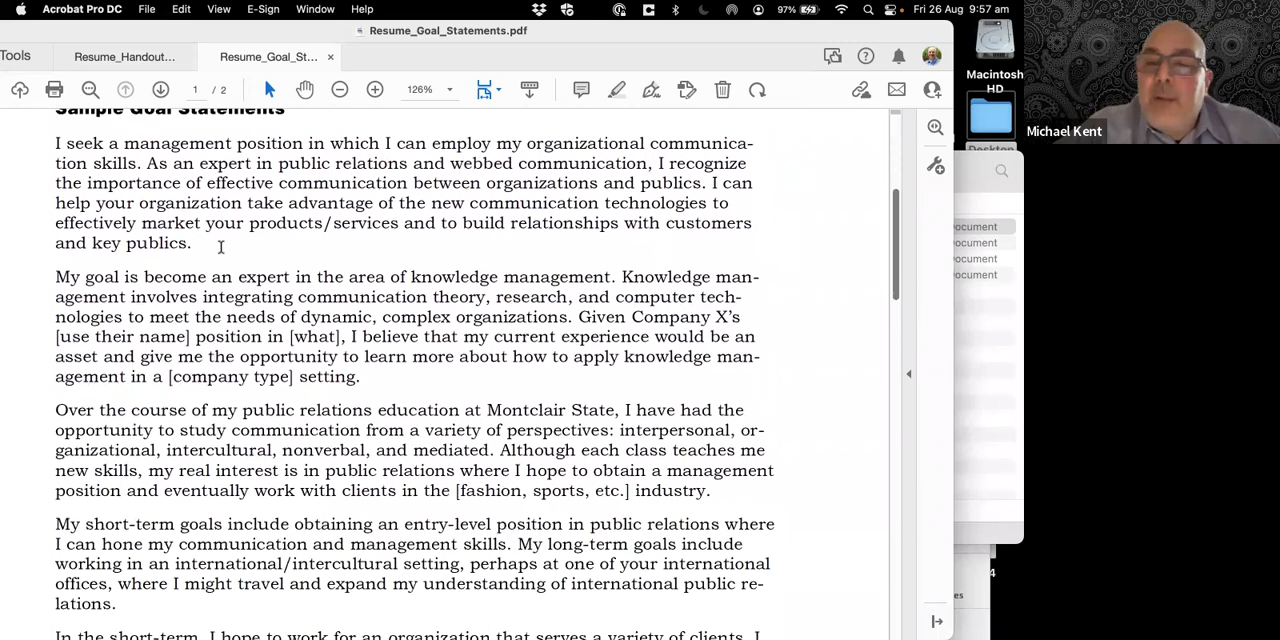 Acrobat Pro DC File Edit View E-Sign Window Help 97% Fri 26 Aug 9:57 am
Resume_Goal_Statements.pdf
Tools Resume_Handout... Resume_Goal_St... ×
1 / 2 126%
Sample Goal Statements
I seek a management position in which I can employ my organizational communica-
tion skills. As an expert in public relations and webbed communication, I recognize
the importance of effective communication between organizations and publics. I can
help your organization take advantage of the new communication technologies to
effectively market your products/services and to build relationships with customers
and key publics.
My goal is become an expert in the area of knowledge management. Knowledge man-
agement involves integrating communication theory, research, and computer tech-
nologies to meet the needs of dynamic, complex organizations. Given Company X's
[use their name] position in [what], I believe that my current experience would be an
asset and give me the opportunity to learn more about how to apply knowledge man-
agement in a [company type] setting.
Over the course of my public relations education at Montclair State, I have had the
opportunity to study communication from a variety of perspectives: interpersonal, or-
ganizational, intercultural, nonverbal, and mediated. Although each class teaches me
new skills, my real interest is in public relations where I hope to obtain a management
position and eventually work with clients in the [fashion, sports, etc.] industry.
My short-term goals include obtaining an entry-level position in public relations where
I can hone my communication and management skills. My long-term goals include
working in an international/intercultural setting, perhaps at one of your international
offices, where I might travel and expand my understanding of international public re-
lations.
In the short-term, I hope to work for an organization that serves a variety of clients. I
Macintosh
HD
Desktop
ocument
ocument
ocument
ocument
4
es
Michael Kent